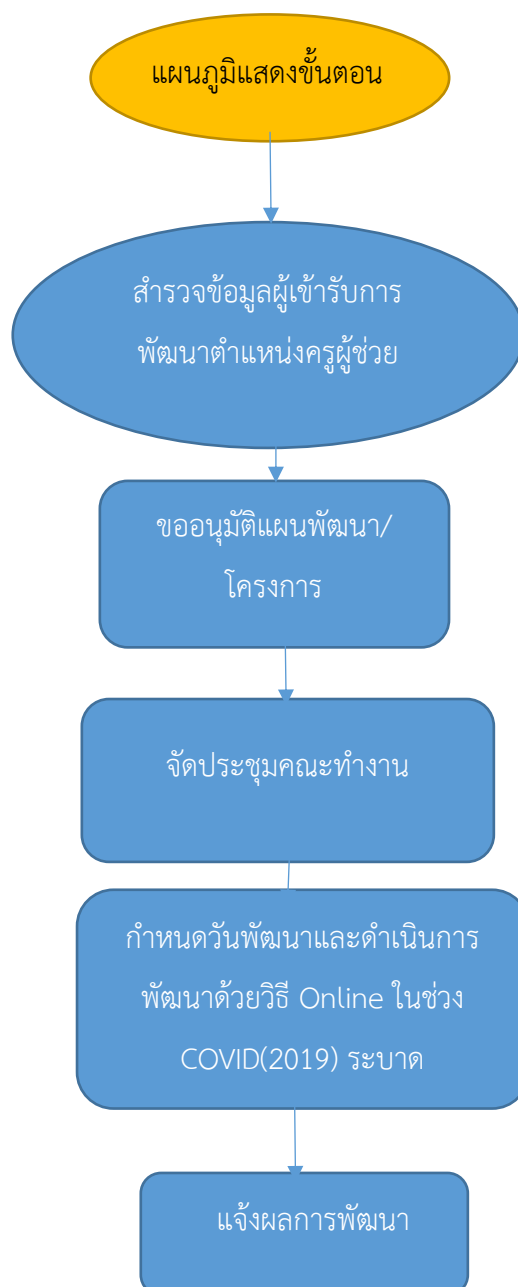 แผนภูมิแสดงขั้นตอน
สำรวจข้อมูลผู้เข้ารับการ
พัฒนาตำแหน่งครูผู้ช่วย
ขออนุมัติแผนพัฒนา/
โครงการ
จัดประชุมคณะทำงาน
กำหนดวันพัฒนาและดำเนินการ
พัฒนาด้วยวิธี Online ในช่วง
COVID(2019) ระบาด
แจ้งผลการพัฒนา